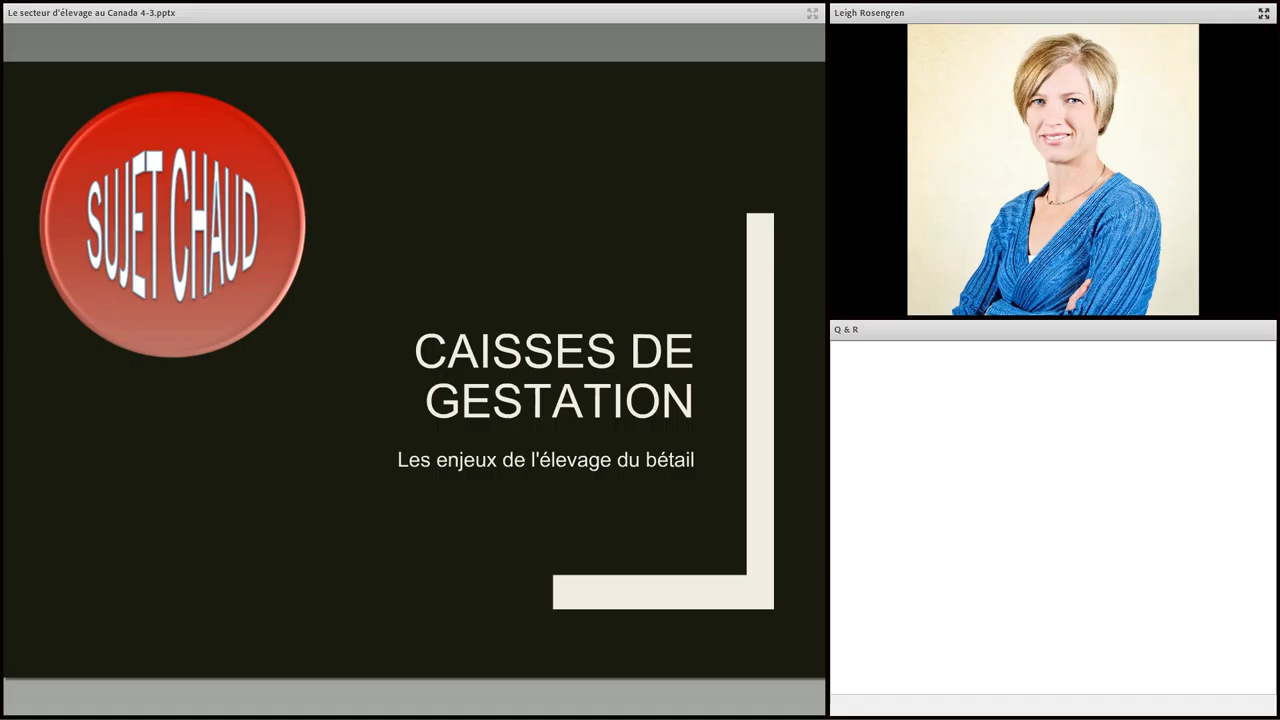 Le secteur d'élevage au Canada 4-3.pptx
SUJET CHAUD
CAISSES DE
GESTATION
Les enjeux de l'élevage du bétail
Leigh Rosengren
Q & R